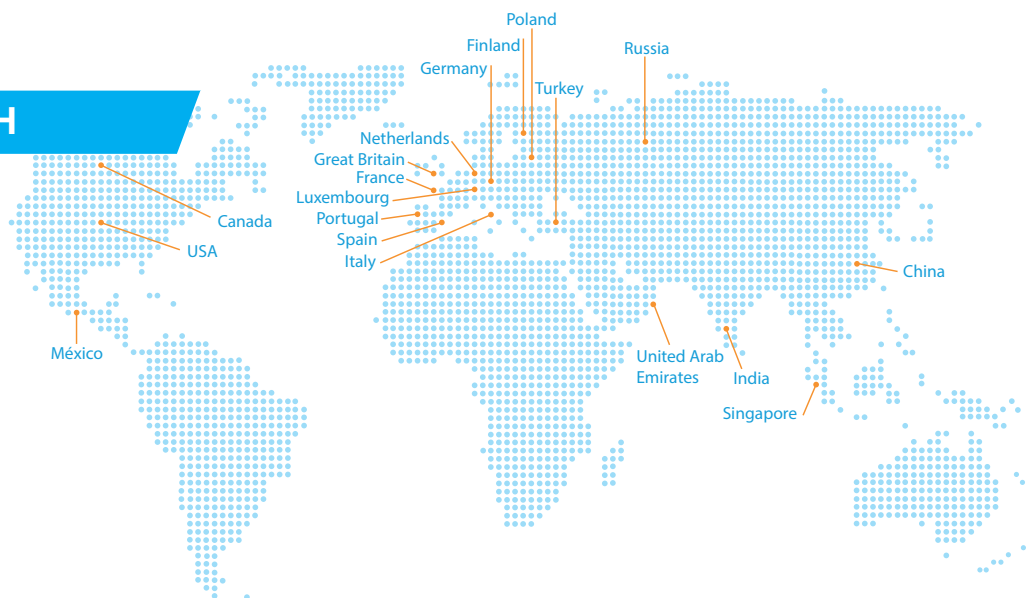 H
Poland
Finland
Russia
Germany
Turkey
Netherlands
Great Britain
France
Luxembourg
Portugal
Canada
Spain
USA
Italy
China
México
United Arab
Emirates
India
Singapore